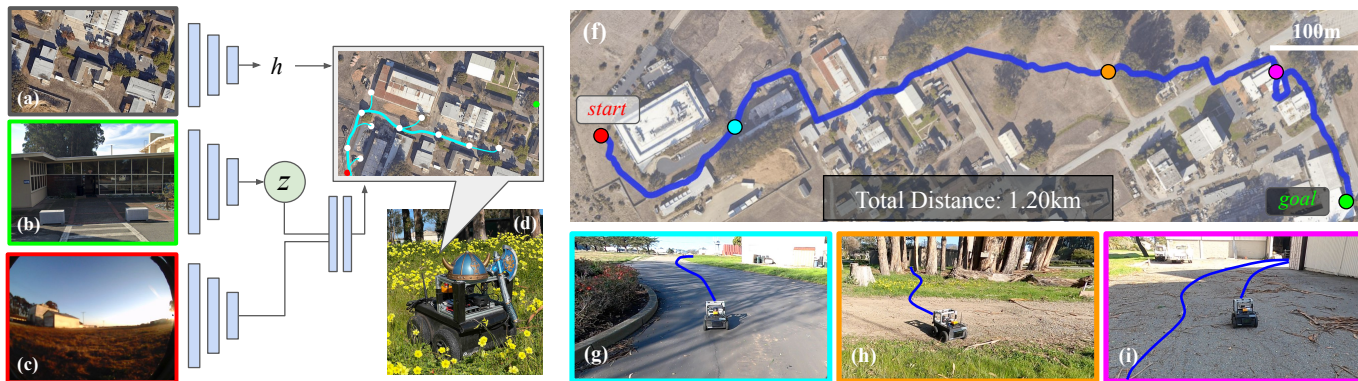 (a)
h
(b)
z
(c)
(d)
(f)
100m
start
Total Distance: 1.20km
goal
(g)
(h)
(i)